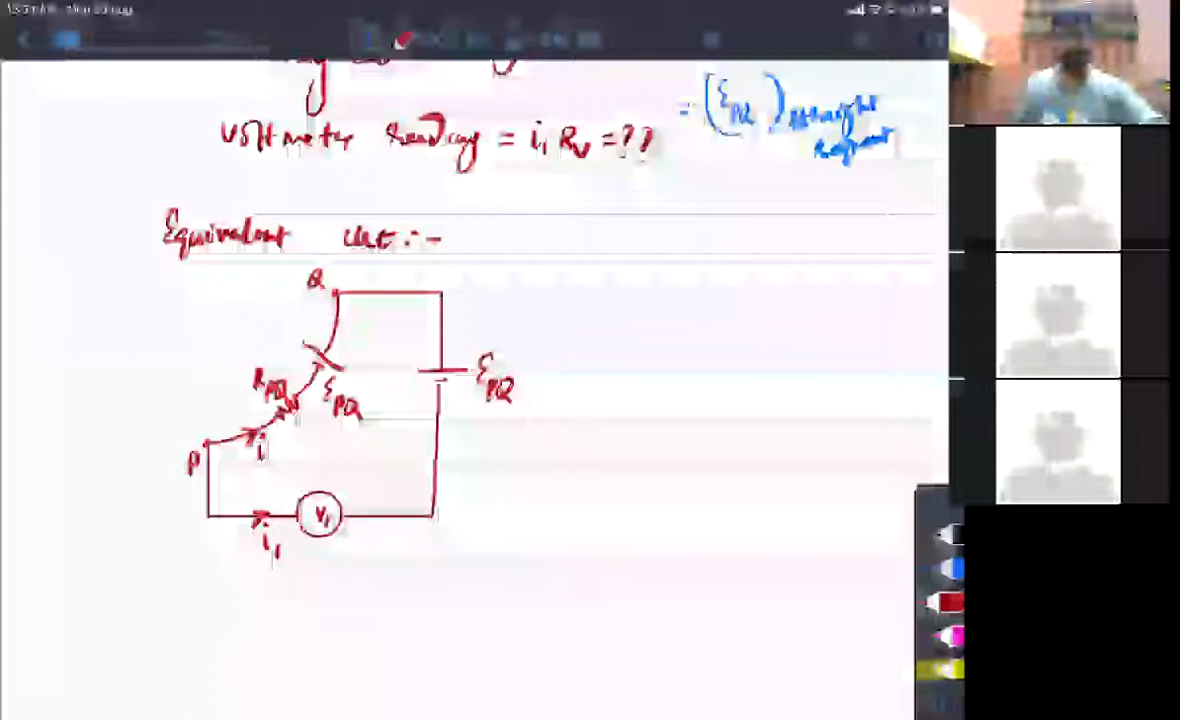 = (ε_PQ) straight
segment
voltmeter Reading = i₁ R_v = ??
Equivalent ckt :-
Q
R_PQ
ε_PQ
ε_PQ
i
P
V₁
i₁